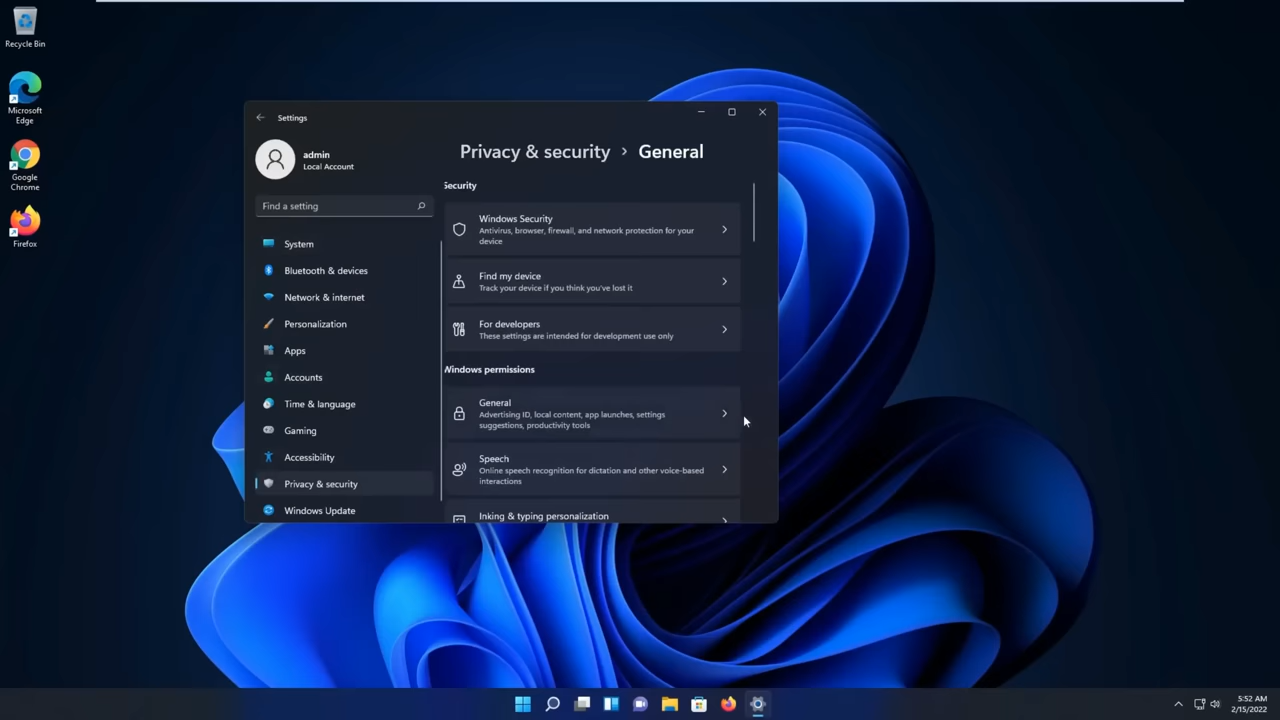 Recycle Bin
Microsoft
Edge
Google
Chrome
Firefox
Settings
admin
Local Account
Find a setting
System
Bluetooth & devices
Network & internet
Personalization
Apps
Accounts
Time & language
Gaming
Accessibility
Privacy & security
Windows Update
Privacy & security › General
Security
Windows Security
Antivirus, browser, firewall, and network protection for your
device
Find my device
Track your device if you think you've lost it
For developers
These settings are intended for development use only
Windows permissions
General
Advertising ID, local content, app launches, settings
suggestions, productivity tools
Speech
Online speech recognition for dictation and other voice-based
interactions
Inking & typing personalization
5:52 AM
2/15/2022